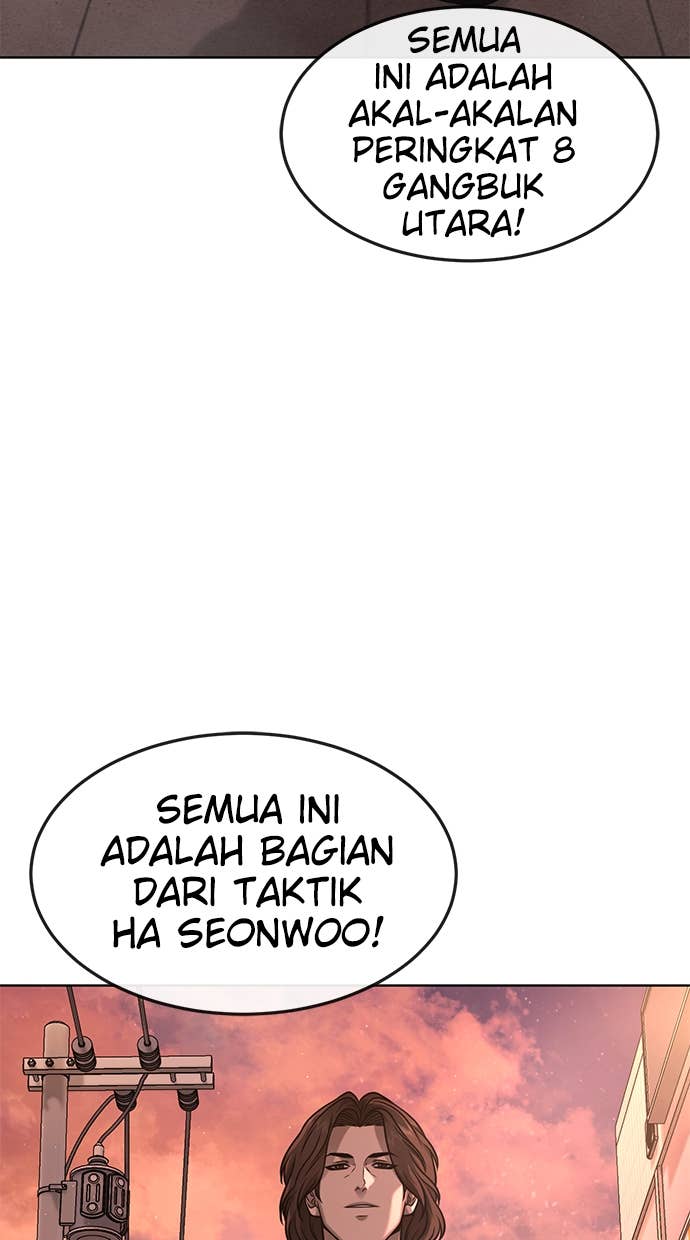 SEMUA
INI ADALAH
AKAL-AKALAN
PERINGKAT 8
GANGBUK
UTARA!
SEMUA INI
ADALAH BAGIAN
DARI TAKTIK
HA SEONWOO!